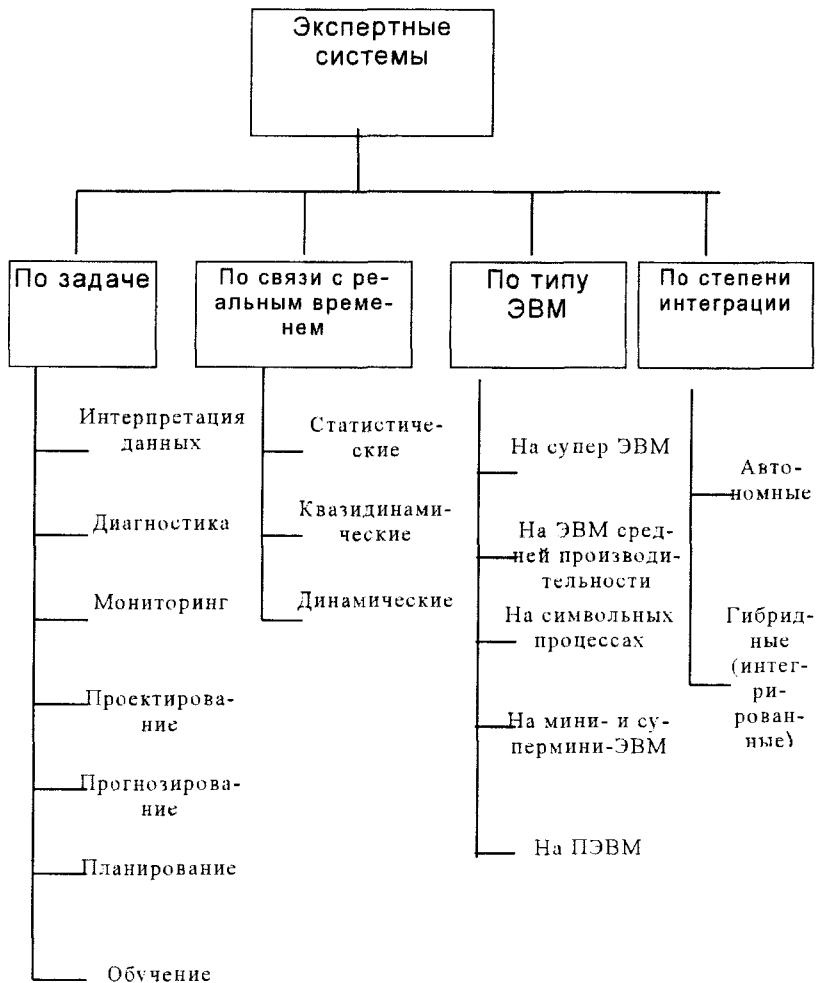 Экспертные
системы
По задаче
По связи с ре-
альным време-
нем
По типу
ЭВМ
По степени
интеграции
Интерпретация
данных
Диагностика
Мониторинг
Проектирова-
ние
Прогнозирова-
ние
Планирование
Обучение
Статистиче-
ские
Квазидинами-
ческие
Динамические
На супер ЭВМ
На ЭВМ сред-
ней производи-
тельности
На символьных
процессах
На мини- и су-
пермини-ЭВМ
На ПЭВМ
Авто-
номные
Гибрид-
ные
(интег-
ри-
рован-
ные)